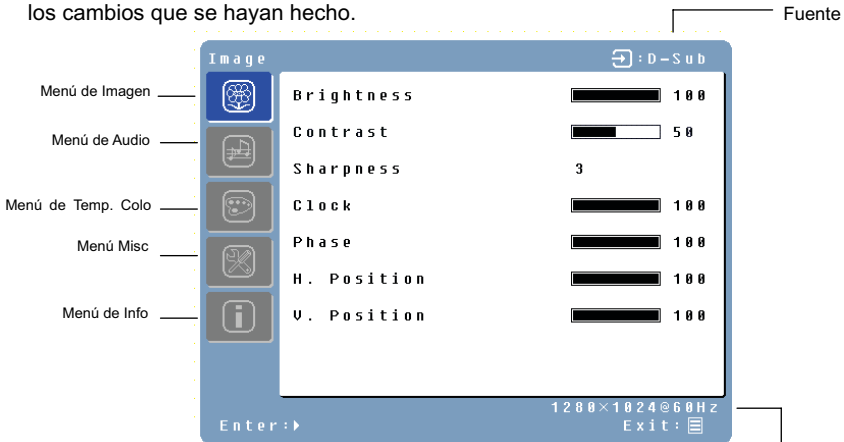 los cambios que se hayan hecho.
Fuente
Image :D-Sub
Menú de Imagen
Brightness 100
Menú de Audio
Contrast 50
Sharpness 3
Menú de Temp. Colo
Clock 100
Menú Misc
Phase 100
H. Position 100
Menú de Info
V. Position 100
1280×1024@60Hz
Enter: Exit: